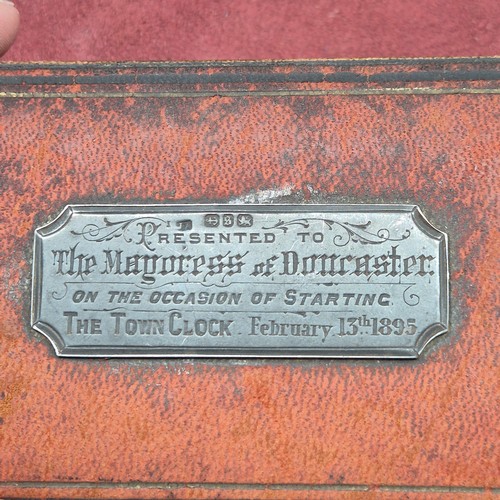 PRESENTED TO
The Mayoress of Doncaster.
ON THE OCCASION OF STARTING
THE TOWN CLOCK. February 13th 1895